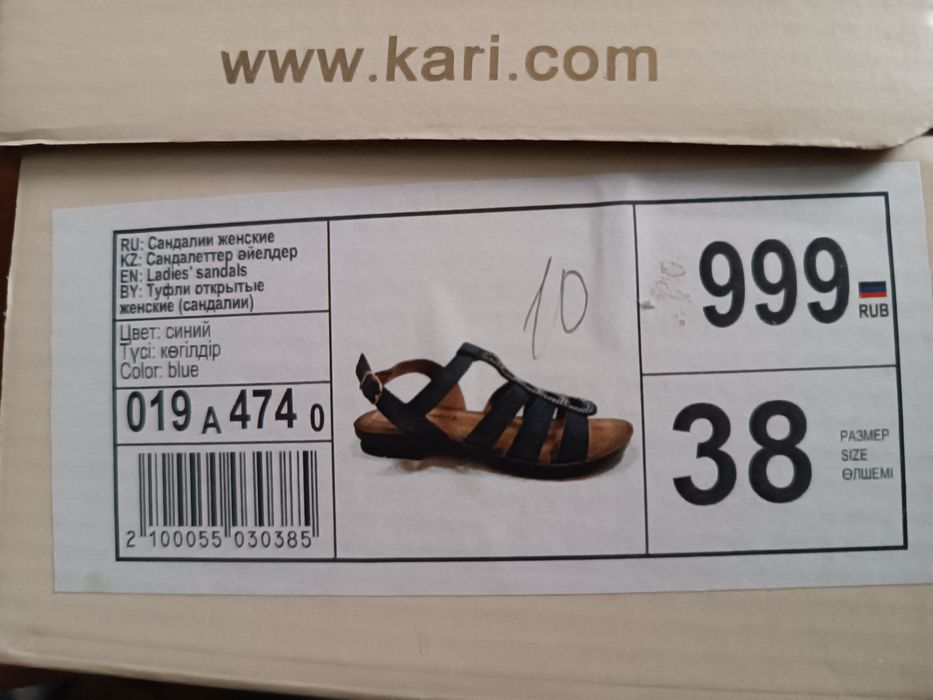 www.kari.com
RU: Сандалии женские
KZ: Сандалеттер әйелдер
EN: Ladies' sandals
BY: Туфли открытые
женские (сандалии)
Цвет: синий
Түсі: көгілдір
Color: blue
019 A 474 0
2 100055 030385
10
999
RUB
38
РАЗМЕР
SIZE
ӨЛШЕМІ